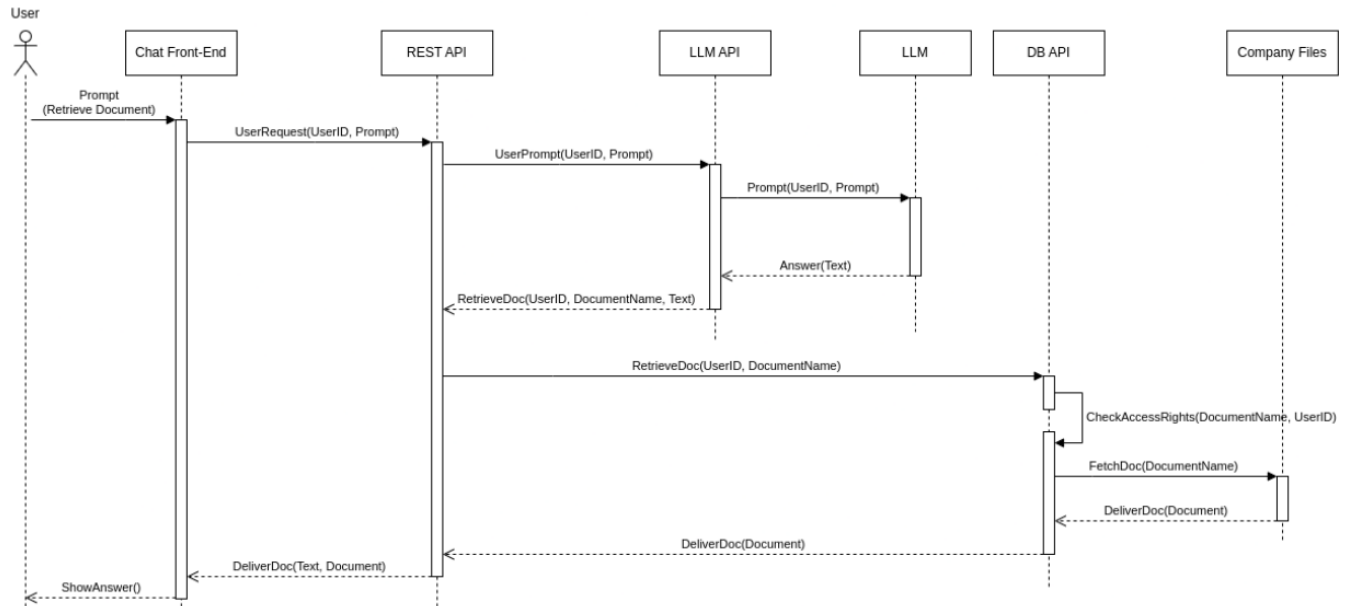 User
Chat Front-End
REST API
LLM API
LLM
DB API
Company Files
Prompt
(Retrieve Document)
UserRequest(UserID, Prompt)
UserPrompt(UserID, Prompt)
Prompt(UserID, Prompt)
Answer(Text)
RetrieveDoc(UserID, DocumentName, Text)
RetrieveDoc(UserID, DocumentName)
CheckAccessRights(DocumentName, UserID)
FetchDoc(DocumentName)
DeliverDoc(Document)
DeliverDoc(Document)
DeliverDoc(Text, Document)
ShowAnswer()